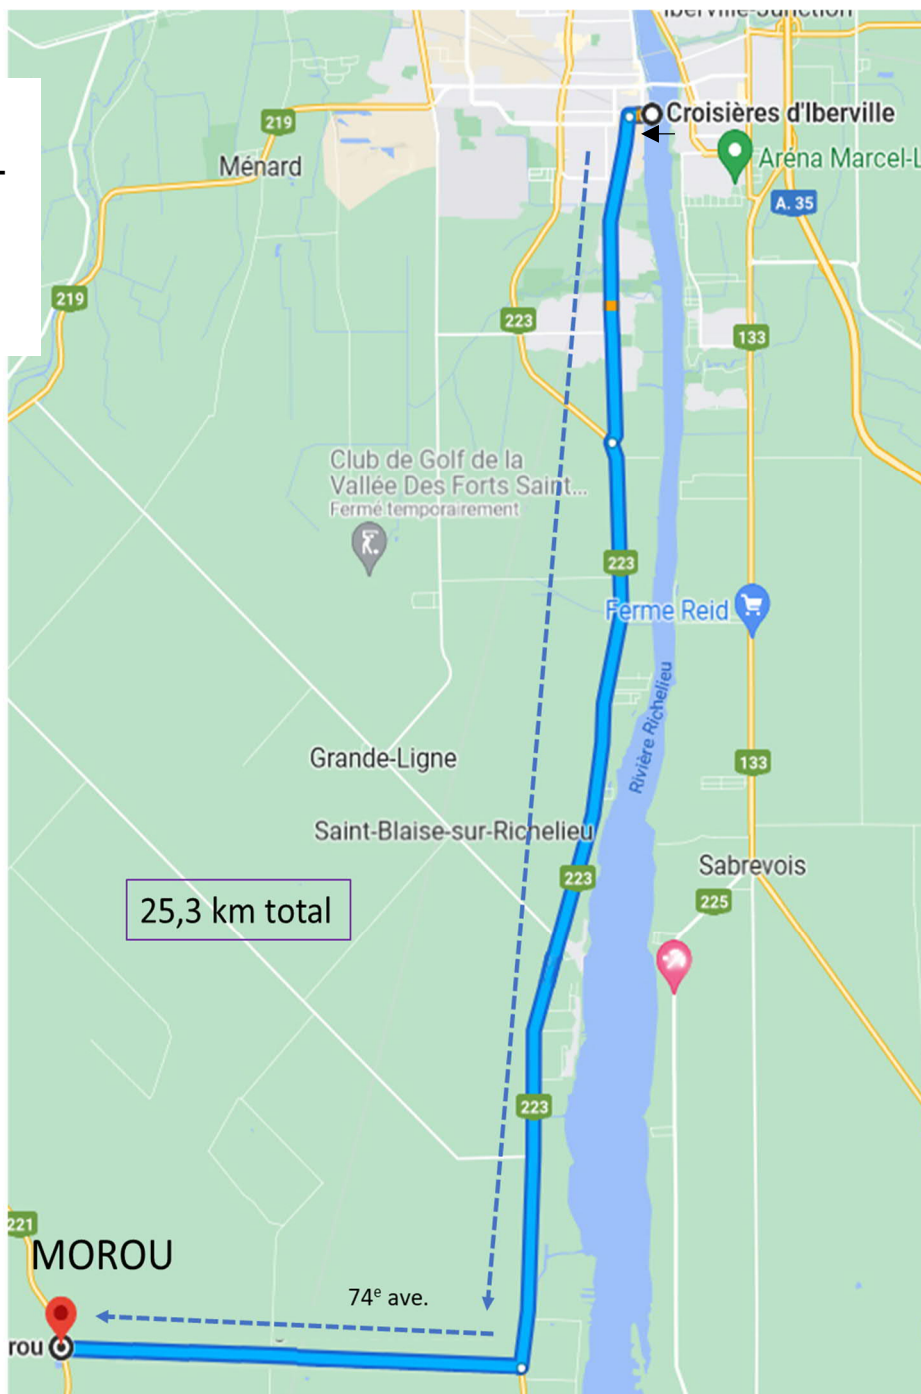 Iberville-Junction
Croisières d'Iberville
219
Ménard
Aréna Marcel-L
A. 35
219
223
133
Club de Golf de la
Vallée Des Forts Saint...
Fermé temporairement
223
Ferme Reid
Rivière Richelieu
Grande-Ligne
133
Saint-Blaise-sur-Richelieu
Sabrevois
223
225
25,3 km total
223
221
MOROU
74e ave.
rou